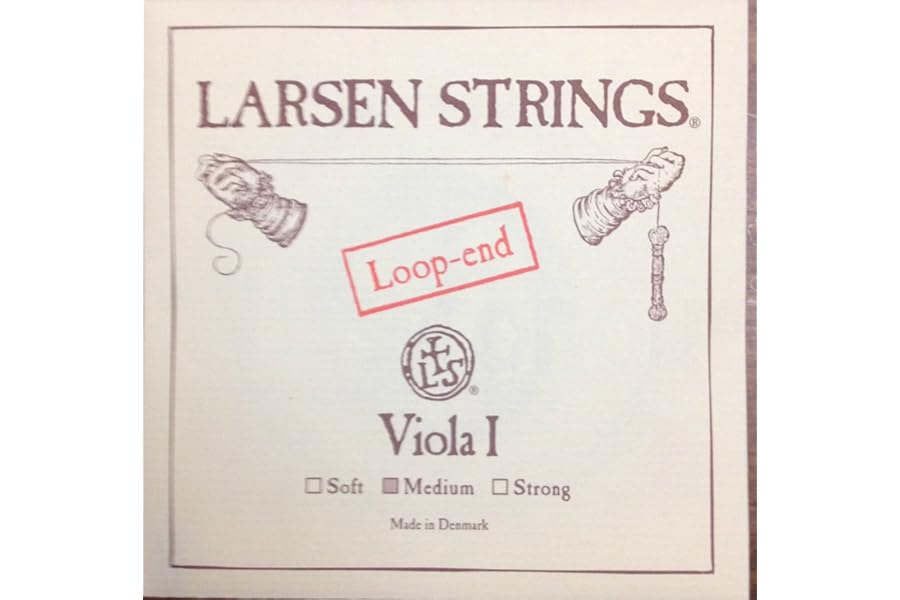 LARSEN STRINGS®
Loop-end
LS®
Viola I
☐ Soft ■ Medium ☐ Strong
Made in Denmark